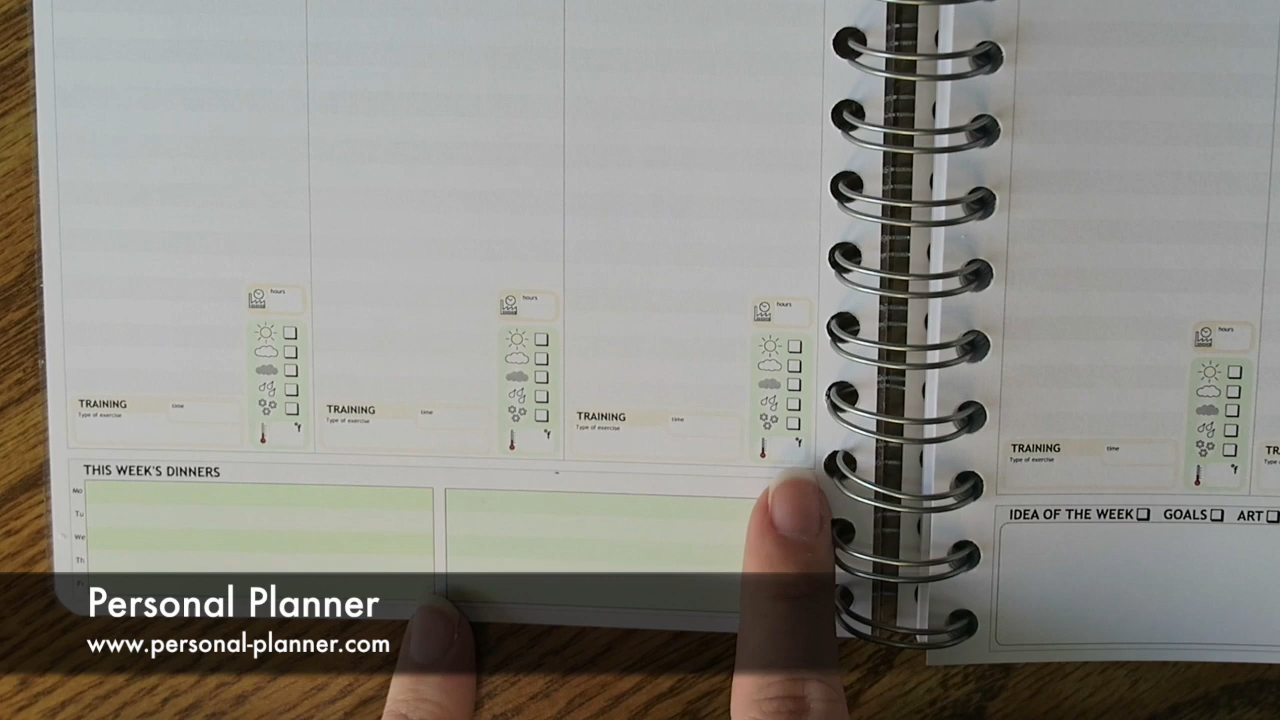 hours
hours
hours
hours
TRAINING
Type of exercise
time
°F
TRAINING
Type of exercise
time
°F
TRAINING
Type of exercise
time
°F
TRAINING
Type of exercise
time
°F
THIS WEEK'S DINNERS
Mo
Tu
We
Th
IDEA OF THE WEEK GOALS ART
Personal Planner
www.personal-planner.com